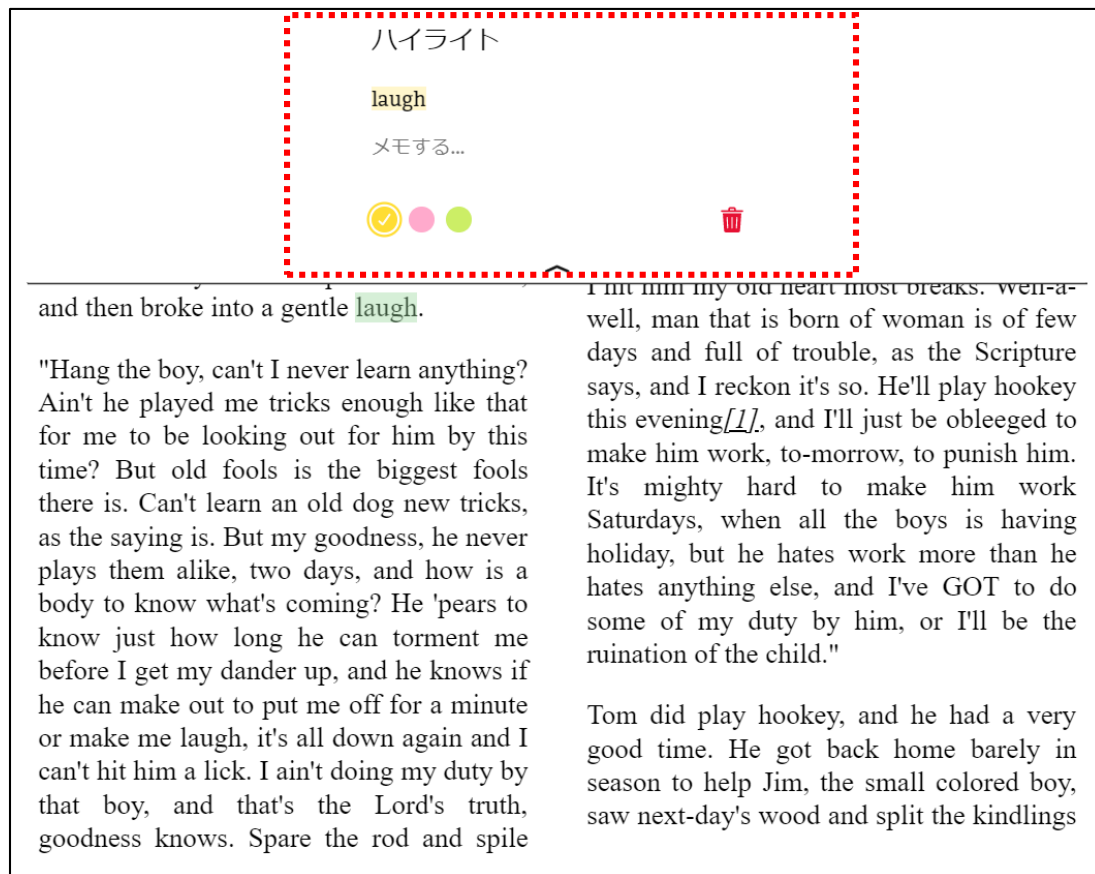 ハイライト
laugh
メモする...
and then broke into a gentle laugh.
"Hang the boy, can't I never learn anything?
Ain't he played me tricks enough like that
for me to be looking out for him by this
time? But old fools is the biggest fools
there is. Can't learn an old dog new tricks,
as the saying is. But my goodness, he never
plays them alike, two days, and how is a
body to know what's coming? He 'pears to
know just how long he can torment me
before I get my dander up, and he knows if
he can make out to put me off for a minute
or make me laugh, it's all down again and I
can't hit him a lick. I ain't doing my duty by
that boy, and that's the Lord's truth,
goodness knows. Spare the rod and spile
I hit him my old heart most breaks. Well-a-
well, man that is born of woman is of few
days and full of trouble, as the Scripture
says, and I reckon it's so. He'll play hookey
this evening[1], and I'll just be obleeged to
make him work, to-morrow, to punish him.
It's mighty hard to make him work
Saturdays, when all the boys is having
holiday, but he hates work more than he
hates anything else, and I've GOT to do
some of my duty by him, or I'll be the
ruination of the child."
Tom did play hookey, and he had a very
good time. He got back home barely in
season to help Jim, the small colored boy,
saw next-day's wood and split the kindlings